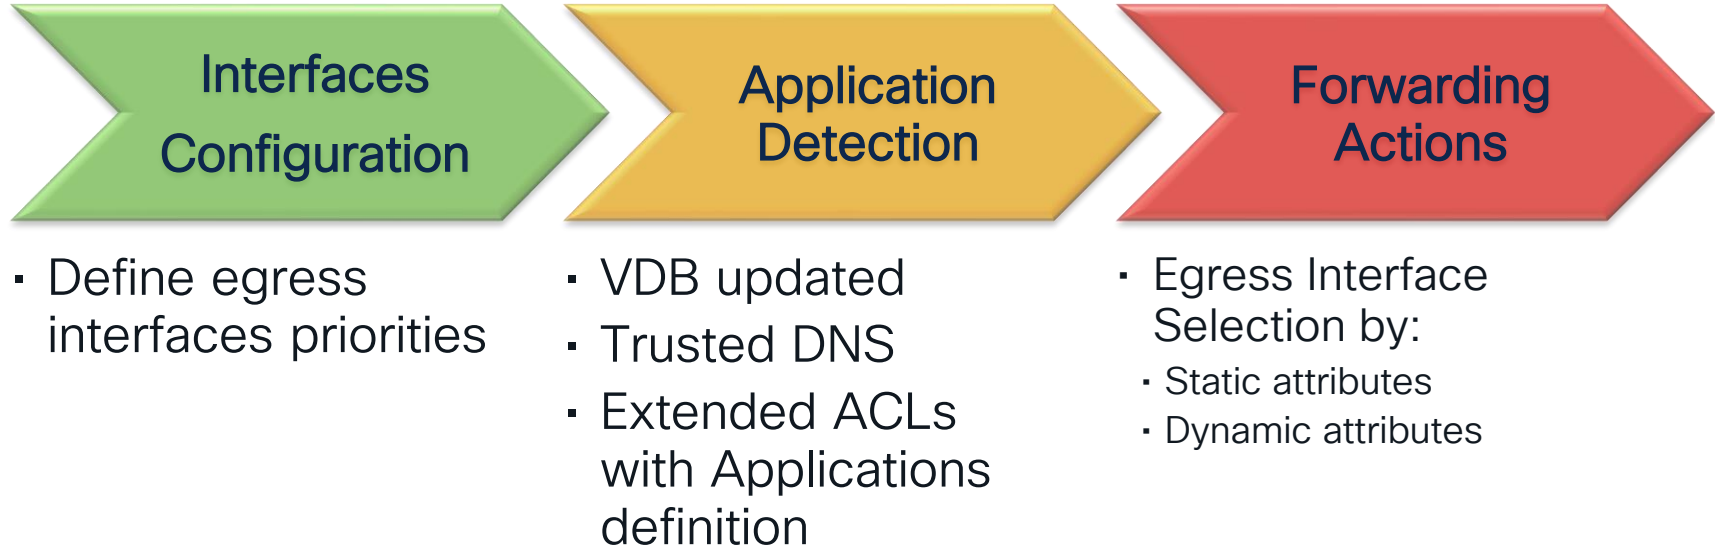 Interfaces
Configuration
▪ Define egress
interfaces priorities
Application
Detection
▪ VDB updated
▪ Trusted DNS
▪ Extended ACLs
with Applications
definition
Forwarding
Actions
▪ Egress Interface
Selection by:
▪ Static attributes
▪ Dynamic attributes